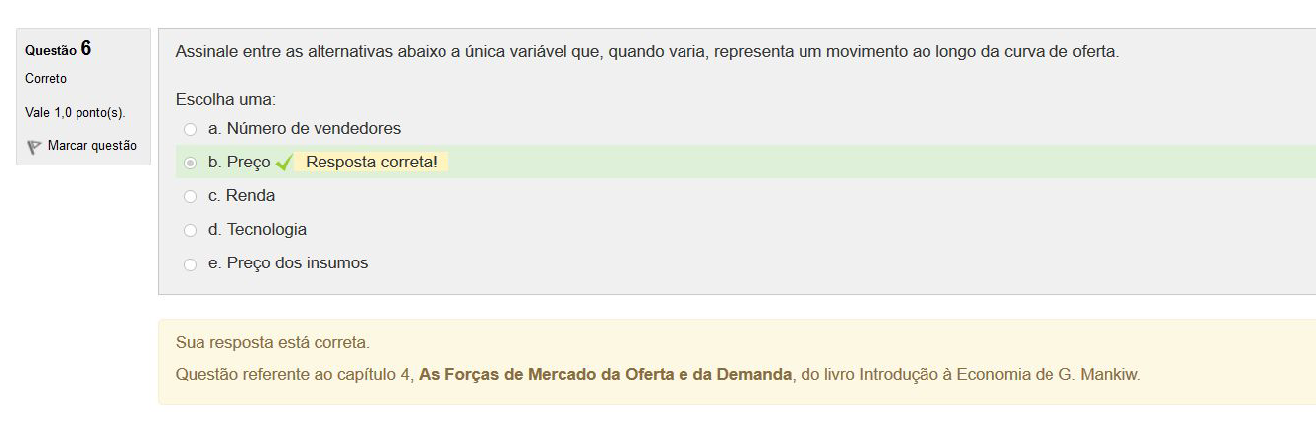 Questão 6
Correto
Vale 1,0 ponto(s).
Marcar questão
Assinale entre as alternativas abaixo a única variável que, quando varia, representa um movimento ao longo da curva de oferta.
Escolha uma:
a. Número de vendedores
b. Preço Resposta correta!
c. Renda
d. Tecnologia
e. Preço dos insumos
Sua resposta está correta.
Questão referente ao capítulo 4, As Forças de Mercado da Oferta e da Demanda, do livro Introdução à Economia de G. Mankiw.